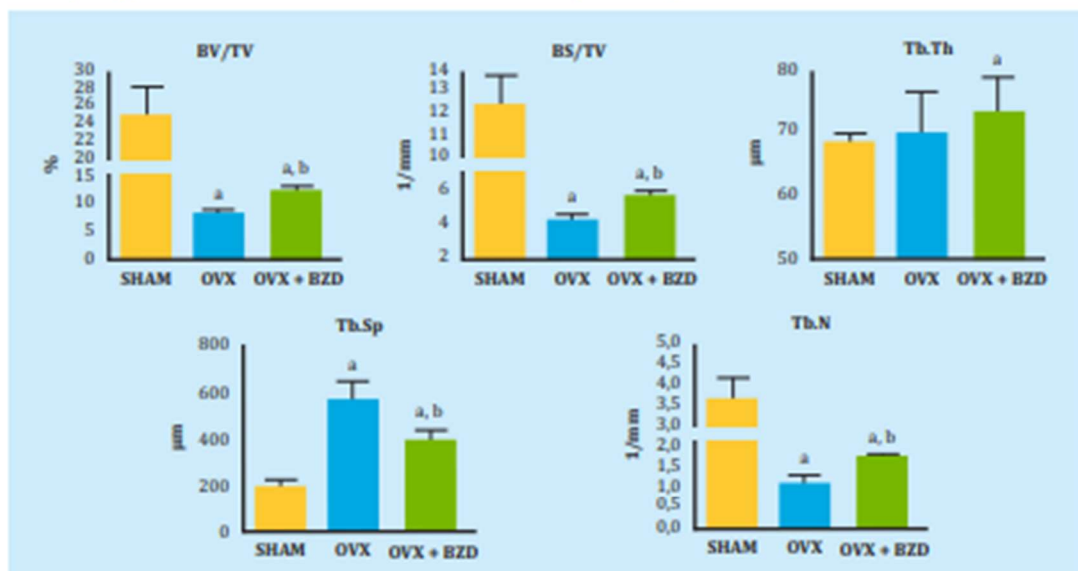 BV/TV
30
28
26
24
22
20
15
10
5
0
%
a
a, b
SHAM OVX OVX + BZD
BS/TV
14
13
12
11
10
6
4
2
1/mm
a
a, b
SHAM OVX OVX + BZD
Tb.Th
80
70
60
50
µm
a
SHAM OVX OVX + BZD
Tb.Sp
800
600
400
200
0
µm
a
a, b
SHAM OVX OVX + BZD
Tb.N
5,0
4,5
4,0
3,5
3,0
2,0
1,5
1,0
0,5
0,0
1/mm
a
a, b
SHAM OVX OVX + BZD